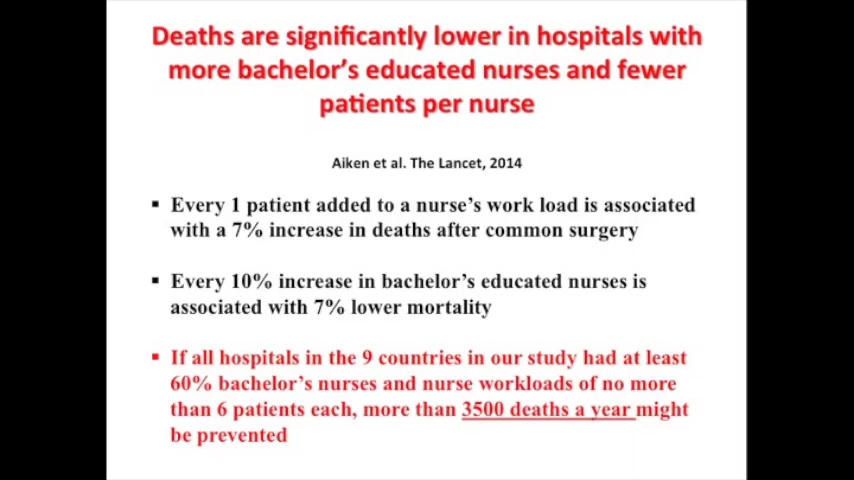 Deaths are significantly lower in hospitals with
more bachelor's educated nurses and fewer
patients per nurse
Aiken et al. The Lancet, 2014
▪ Every 1 patient added to a nurse's work load is associated
with a 7% increase in deaths after common surgery
▪ Every 10% increase in bachelor's educated nurses is
associated with 7% lower mortality
▪ If all hospitals in the 9 countries in our study had at least
60% bachelor's nurses and nurse workloads of no more
than 6 patients each, more than 3500 deaths a year might
be prevented